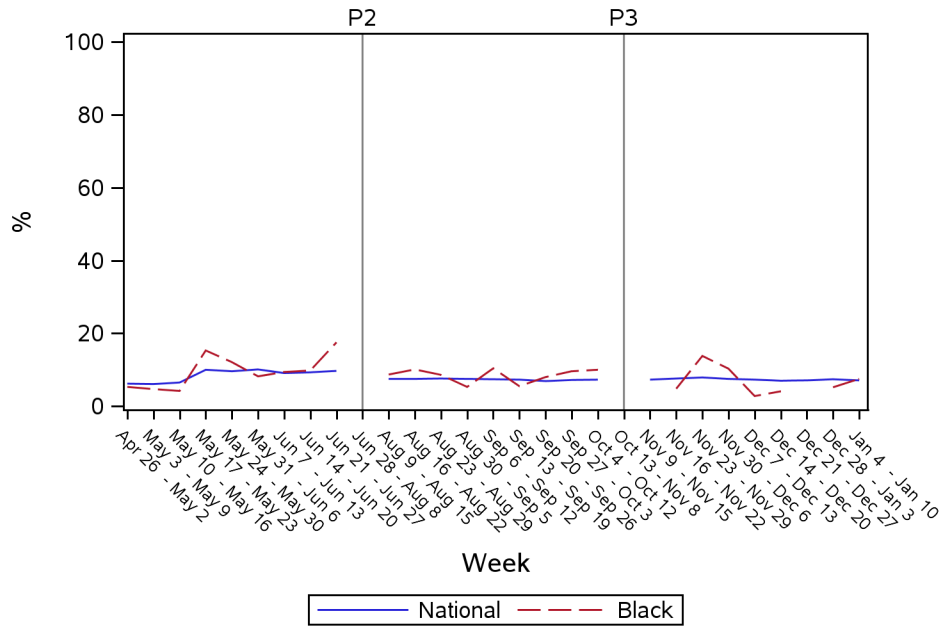 P2 P3
100
80
60
40
20
0
%
Apr 26 - May 2
May 3 - May 9
May 10 - May 16
May 17 - May 23
May 24 - May 30
May 31 - Jun 6
Jun 7 - Jun 13
Jun 14 - Jun 20
Jun 21 - Jun 27
Jun 28 - Aug 8
Aug 9 - Aug 15
Aug 16 - Aug 22
Aug 23 - Aug 29
Aug 30 - Sep 5
Sep 6 - Sep 12
Sep 13 - Sep 19
Sep 20 - Sep 26
Sep 27 - Oct 3
Oct 4 - Oct 12
Oct 13 - Nov 8
Nov 9 - Nov 15
Nov 16 - Nov 22
Nov 23 - Nov 29
Nov 30 - Dec 6
Dec 7 - Dec 13
Dec 14 - Dec 20
Dec 21 - Dec 27
Dec 28 - Jan 3
Jan 4 - Jan 10
Week
National Black